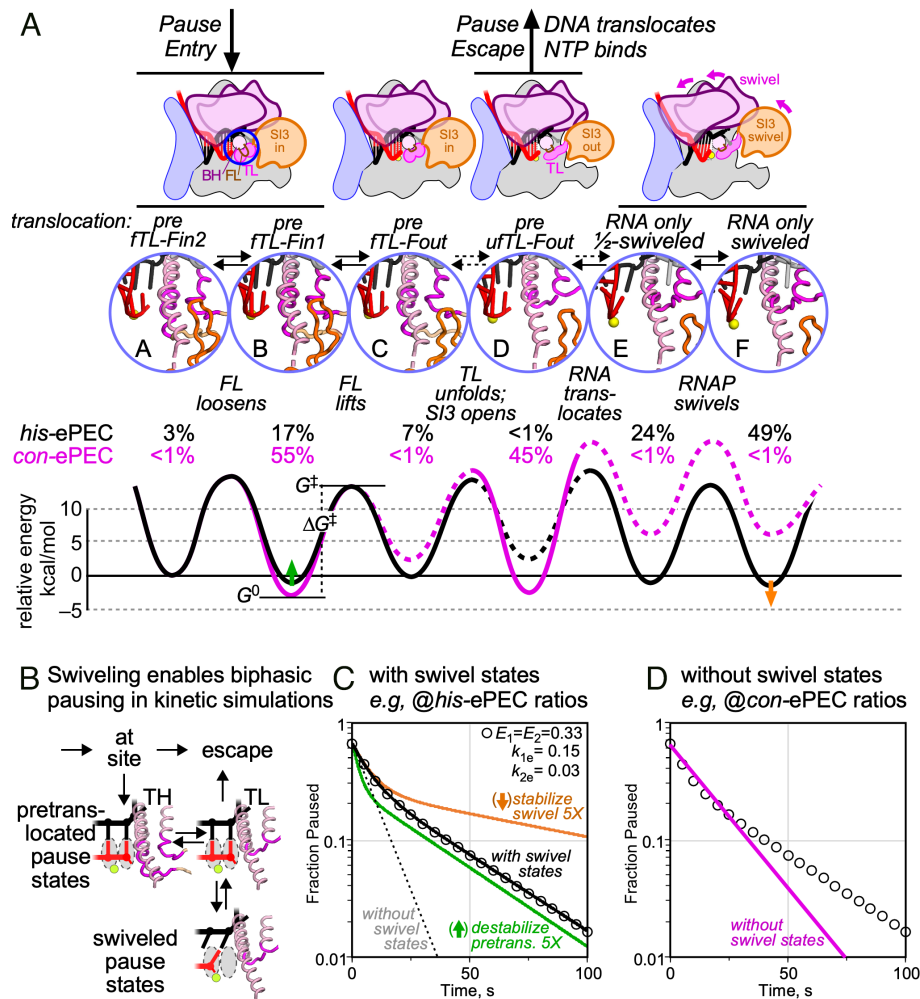 A
Pause
Entry
Pause
Escape
DNA translocates
NTP binds
swivel
SI3
in
BH
FL
TL
SI3
in
SI3
out
TL
SI3
swivel
translocation:
pre
fTL-Fin2
pre
fTL-Fin1
pre
fTL-Fout
pre
ufTL-Fout
RNA only
½-swiveled
RNA only
swiveled
A
B
C
D
E
F
FL
loosens
FL
lifts
TL
unfolds;
SI3 opens
RNA
trans-
locates
RNAP
swivels
his-ePEC 3% 17% 7% <1% 24% 49%
con-ePEC <1% 55% <1% 45% <1% <1%
G‡
ΔG‡
G⁰
relative energy
kcal/mol
10
5
0
–5
B Swiveling enables biphasic
pausing in kinetic simulations
at
site
escape
TH
TL
pretrans-
located
pause
states
swiveled
pause
states
C with swivel states
e.g, @his-ePEC ratios
Fraction Paused
1
0.1
0.01
E₁=E₂=0.33
k₁ₑ= 0.15
k₂ₑ= 0.03
( )stabilize
swivel 5X
with swivel
states
without
swivel
states
( )destabilize
pretrans. 5X
0 50 100
Time, s
D without swivel states
e.g, @con-ePEC ratios
Fraction Paused
1
0.1
0.01
without
swivel states
0 50 100
Time, s